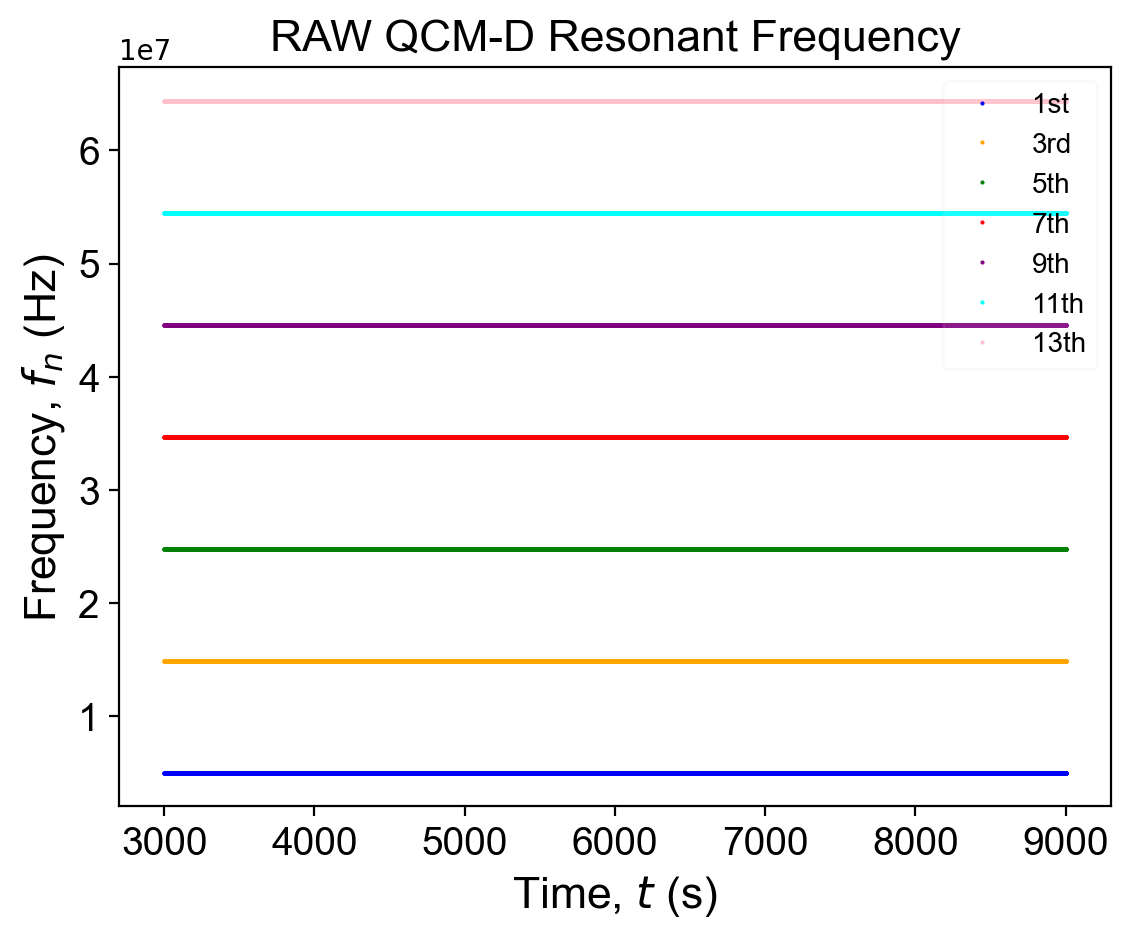 RAW QCM-D Resonant Frequency
1e7
1st
3rd
5th
7th
9th
11th
13th
6
5
4
3
2
1
Frequency, fn (Hz)
3000 4000 5000 6000 7000 8000 9000
Time, t (s)